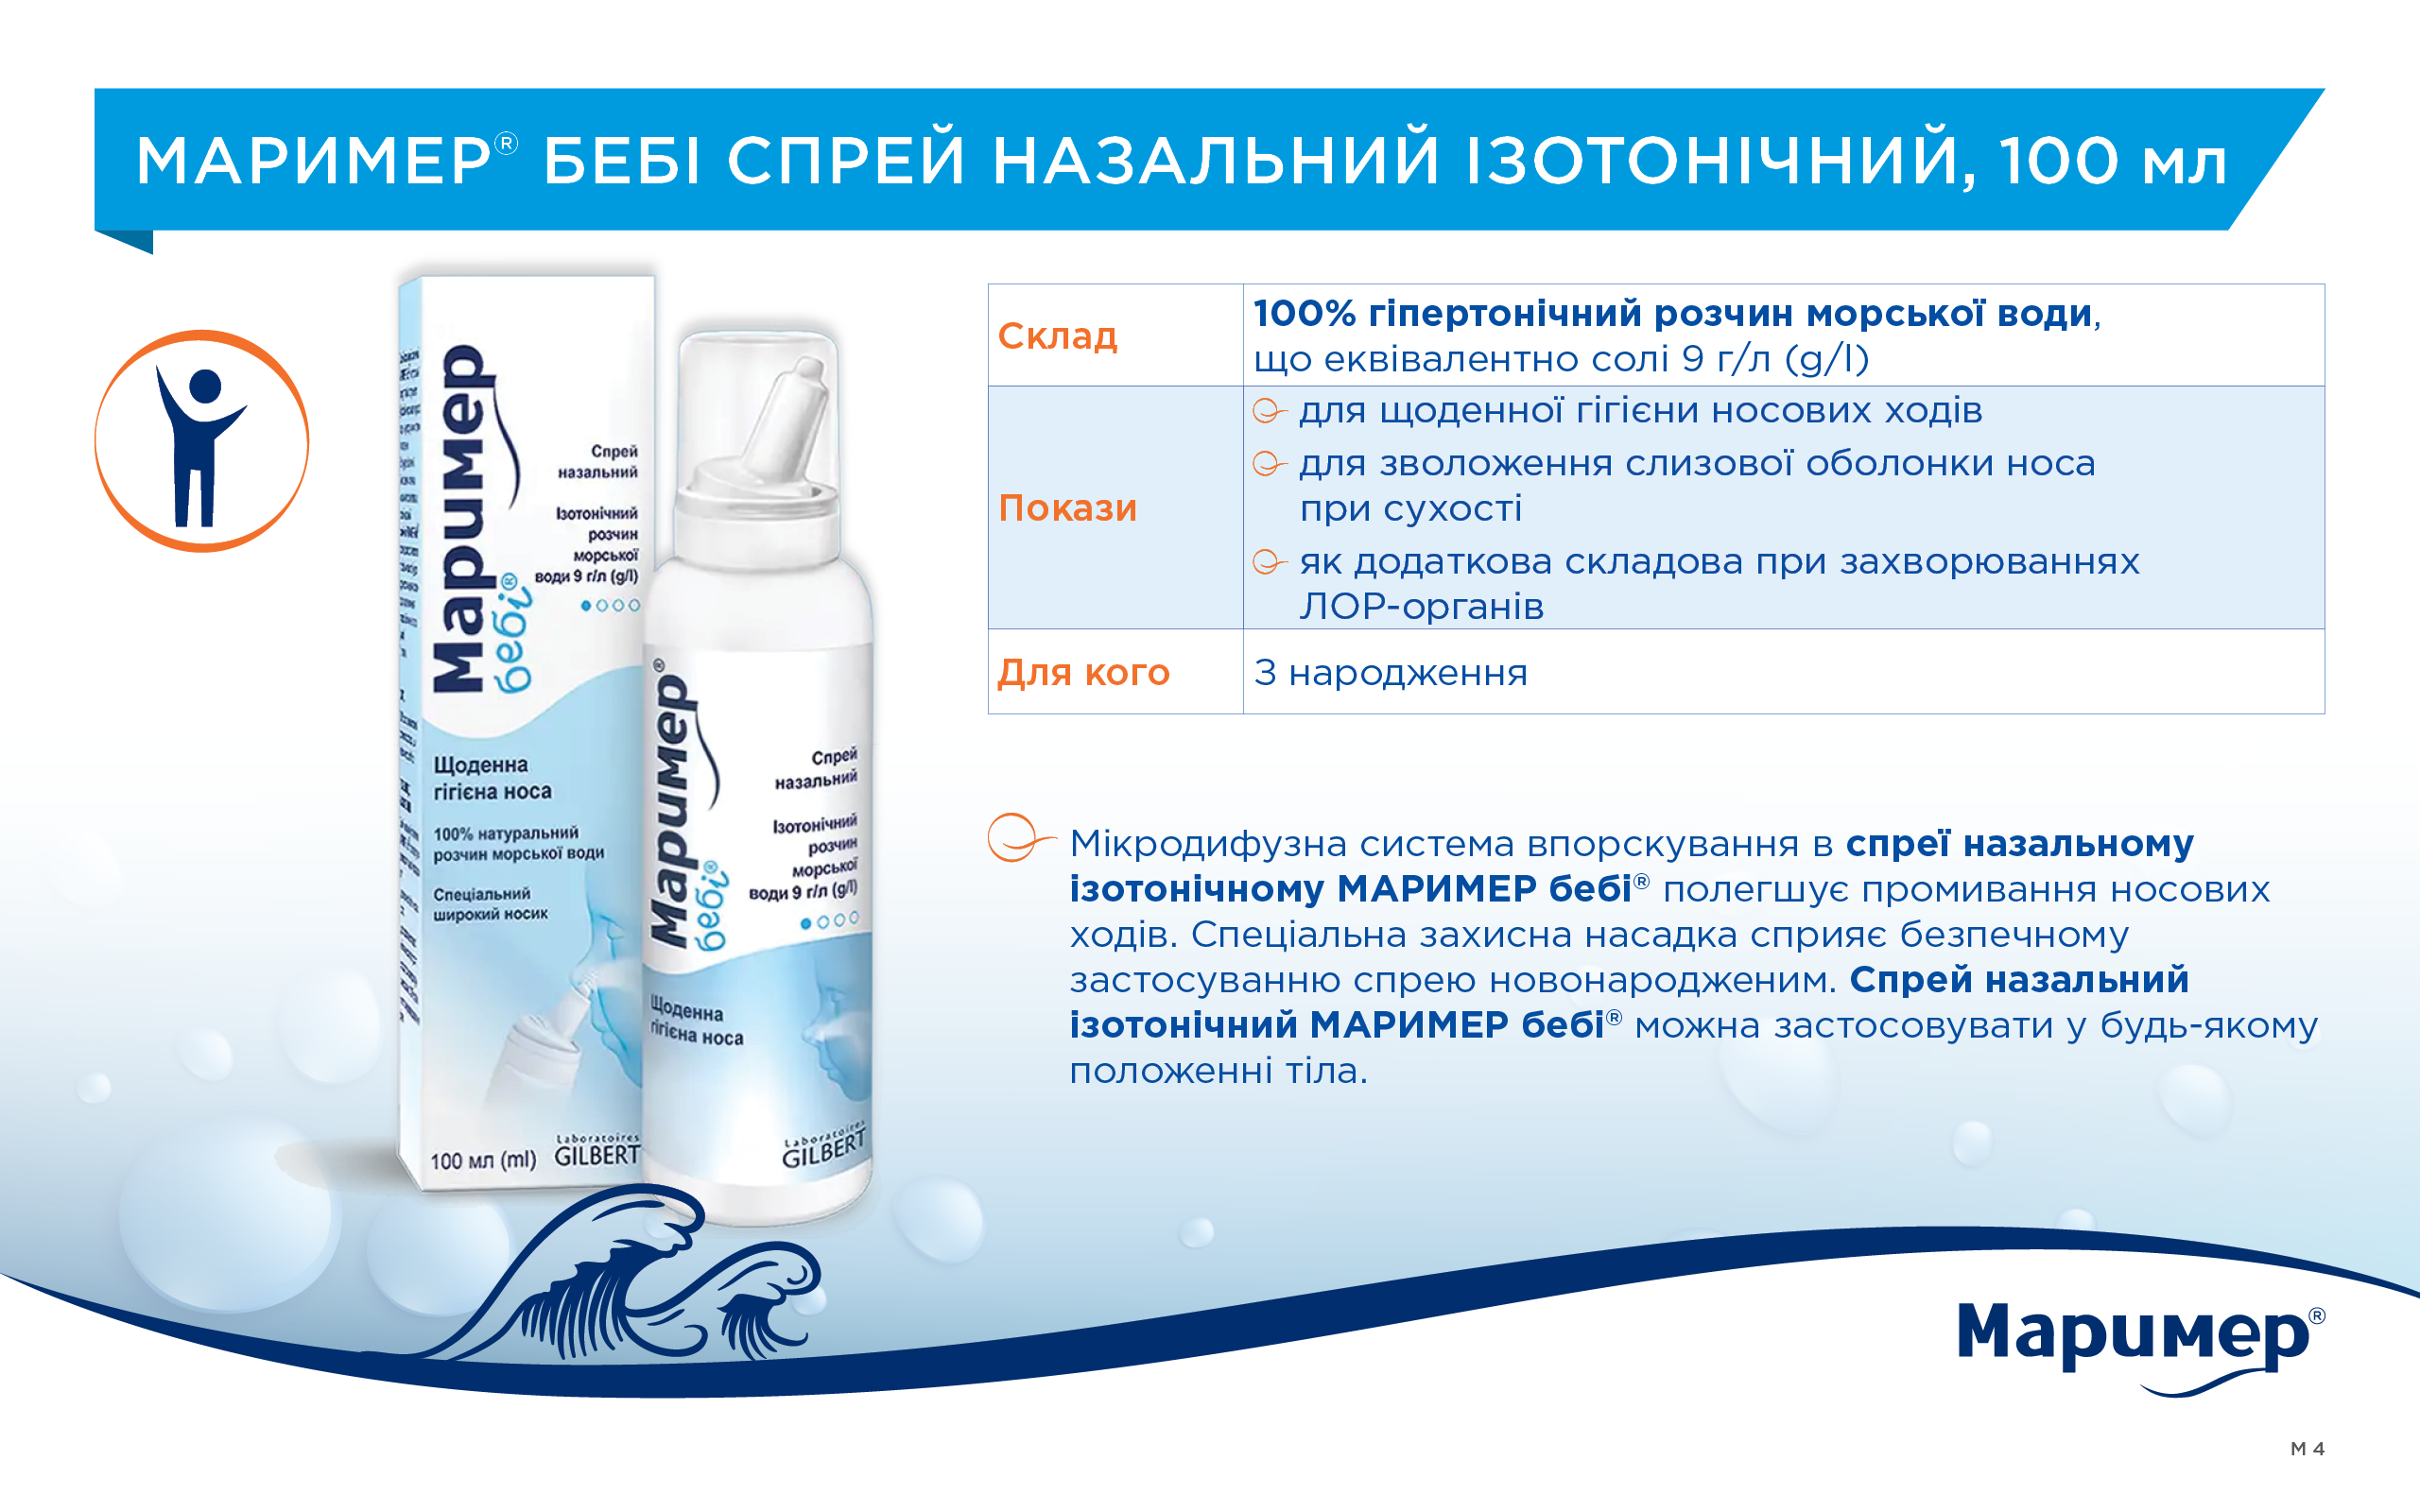 МАРИМЕР® БЕБІ СПРЕЙ НАЗАЛЬНИЙ ІЗОТОНІЧНИЙ, 100 мл
Маример
бебі®
Спрей
назальний
Ізотонічний
розчин
морської
води 9 г/л (g/l)
Щоденна
гігієна носа
100% натуральний
розчин морської води
Спеціальний
широкий носик
100 мл (ml)
Laboratoires
GILBERT
Маример®
бебі®
Спрей
назальний
Ізотонічний
розчин
морської
води 9 г/л (g/l)
Щоденна
гігієна носа
Laboratoires
GILBERT
Склад
100% гіпертонічний розчин морської води,
що еквівалентно солі 9 г/л (g/l)
Покази
для щоденної гігієни носових ходів
для зволоження слизової оболонки носа
при сухості
як додаткова складова при захворюваннях
ЛОР-органів
Для кого
З народження
Мікродифузна система впорскування в спреї назальному
ізотонічному МАРИМЕР бебі® полегшує промивання носових
ходів. Спеціальна захисна насадка сприяє безпечному
застосуванню спрею новонародженим. Спрей назальний
ізотонічний МАРИМЕР бебі® можна застосовувати у будь-якому
положенні тіла.
Маример®
М 4